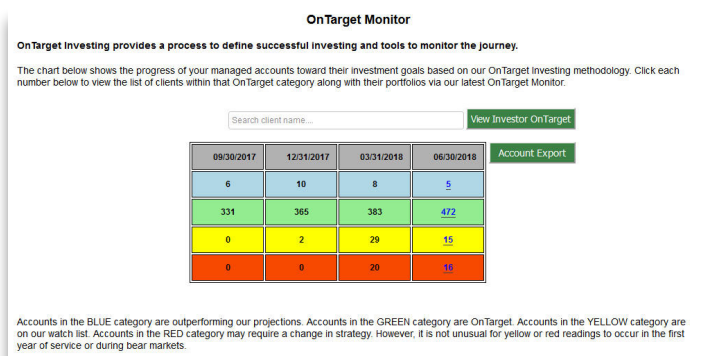 OnTarget Monitor
OnTarget Investing provides a process to define successful investing and tools to monitor the journey.
The chart below shows the progress of your managed accounts toward their investment goals based on our OnTarget Investing methodology. Click each
number below to view the list of clients within that OnTarget category along with their portfolios via our latest OnTarget Monitor.
Search client name.... View Investor OnTarget
09/30/2017 12/31/2017 03/31/2018 06/30/2018 Account Export
6 10 8 5
331 365 383 472
0 2 29 15
0 0 20 16
Accounts in the BLUE category are outperforming our projections. Accounts in the GREEN category are OnTarget. Accounts in the YELLOW category are
on our watch list. Accounts in the RED category may require a change in strategy. However, it is not unusual for yellow or red readings to occur in the first
year of service or during bear markets.